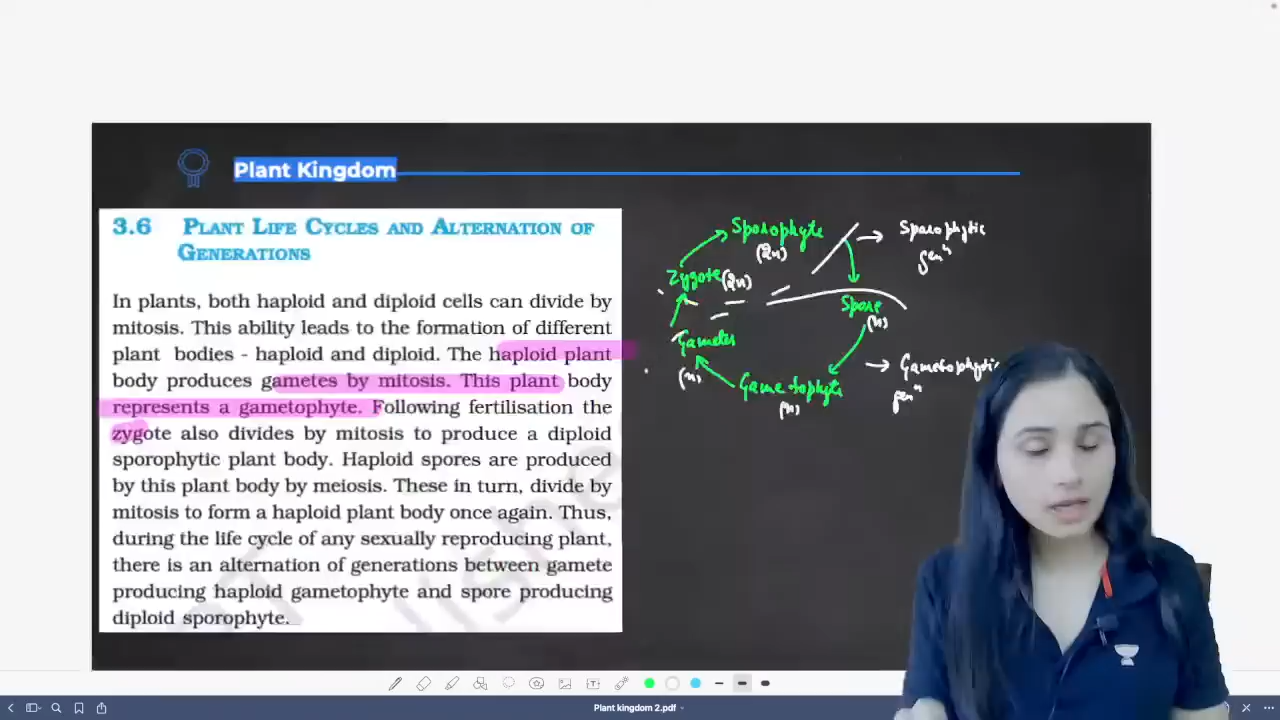 Plant Kingdom
3.6 PLANT LIFE CYCLES AND ALTERNATION OF
GENERATIONS
In plants, both haploid and diploid cells can divide by
mitosis. This ability leads to the formation of different
plant bodies - haploid and diploid. The haploid plant
body produces gametes by mitosis. This plant body
represents a gametophyte. Following fertilisation the
zygote also divides by mitosis to produce a diploid
sporophytic plant body. Haploid spores are produced
by this plant body by meiosis. These in turn, divide by
mitosis to form a haploid plant body once again. Thus,
during the life cycle of any sexually reproducing plant,
there is an alternation of generations between gamete
producing haploid gametophyte and spore producing
diploid sporophyte.
Sporophyte
(2n)
Sporophytic
genⁿ
Zygote (2n)
Spore
(n)
Gametes
(n)
Gametophyte
(n)
Gametophytic
genⁿ
Plant kingdom 2.pdf